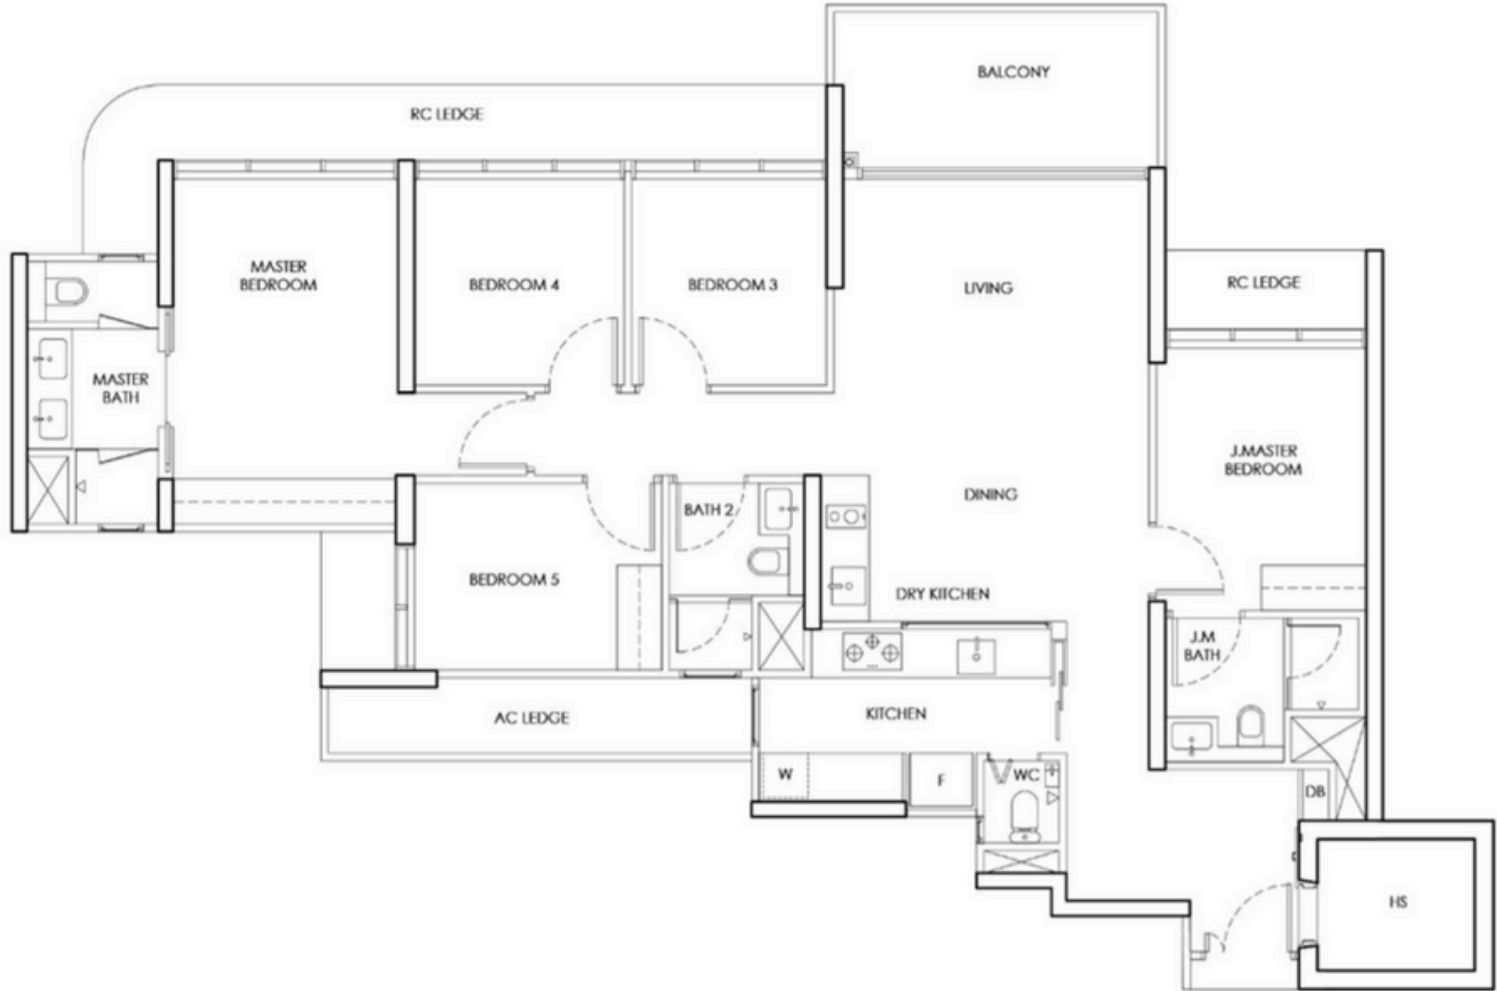 BALCONY
RC LEDGE
MASTER
BEDROOM
BEDROOM 4
BEDROOM 3
LIVING
RC LEDGE
MASTER
BATH
J.MASTER
BEDROOM
DINING
BATH 2
BEDROOM 5
DRY KITCHEN
J.M
BATH
AC LEDGE
KITCHEN
W
F
WC
DB
HS